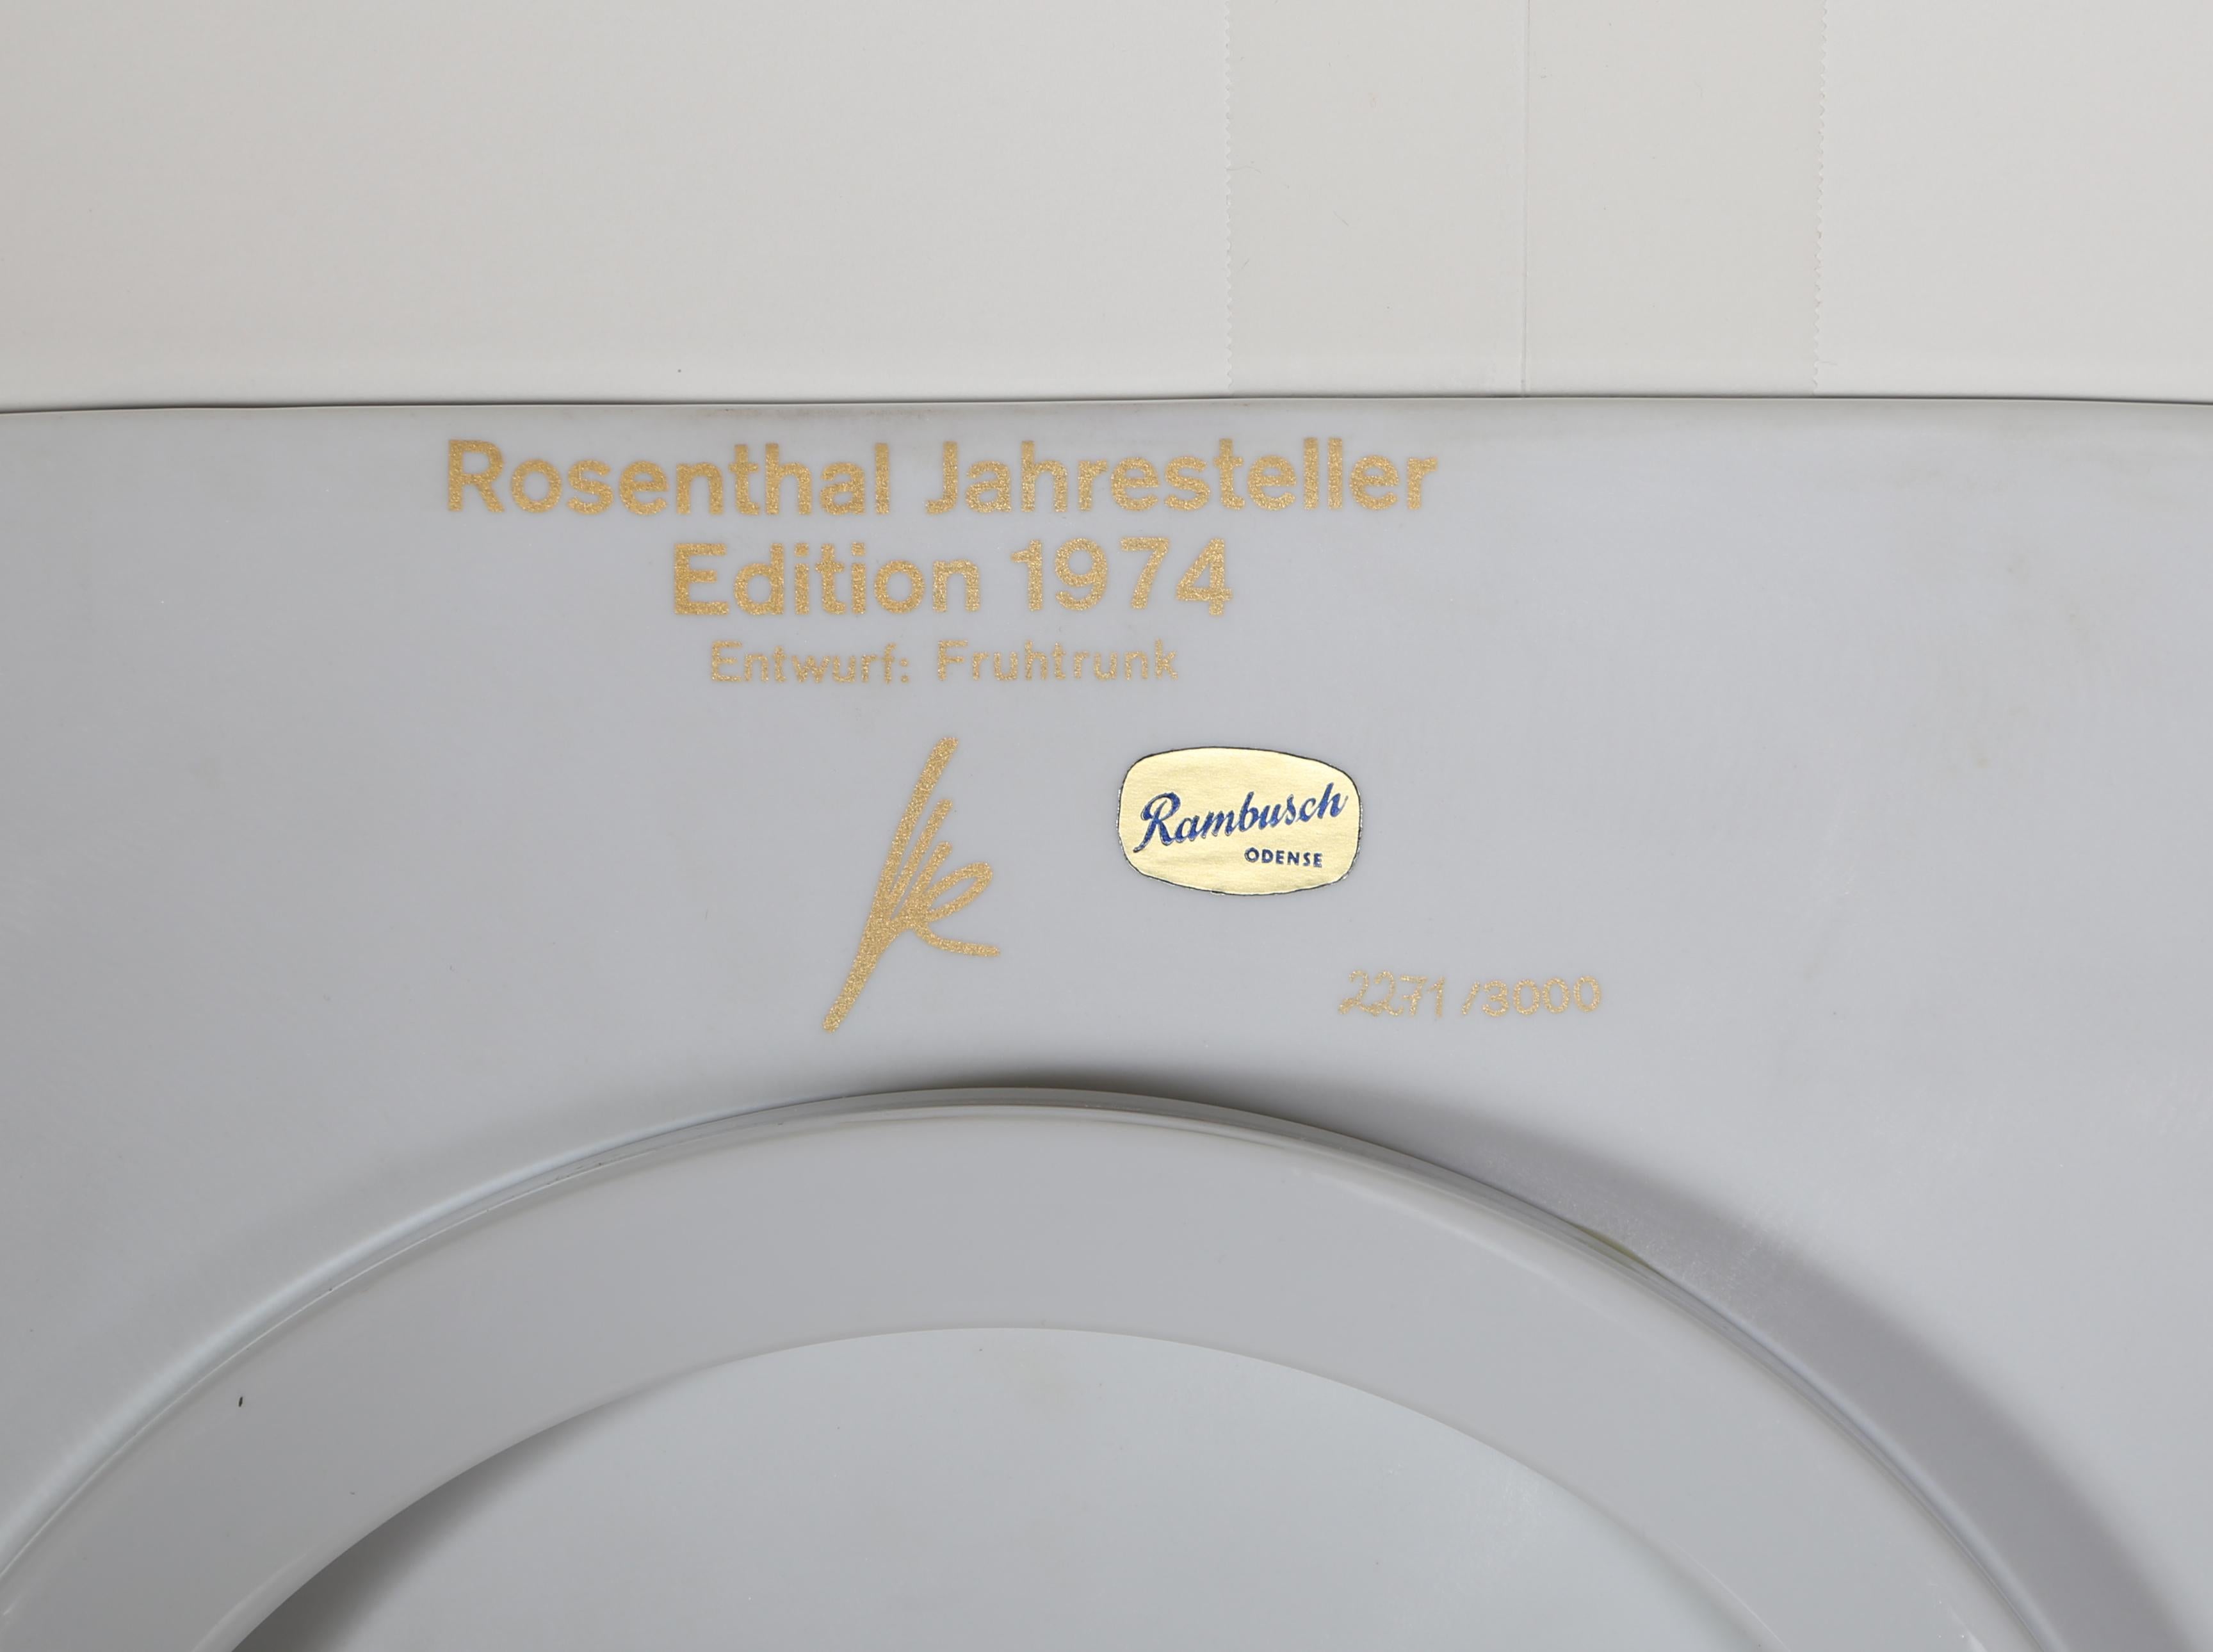 Rosenthal Jahresteller
Edition 1974
Entwurf: Fruhtrunk
Rambusch
ODENSE
2271/3000